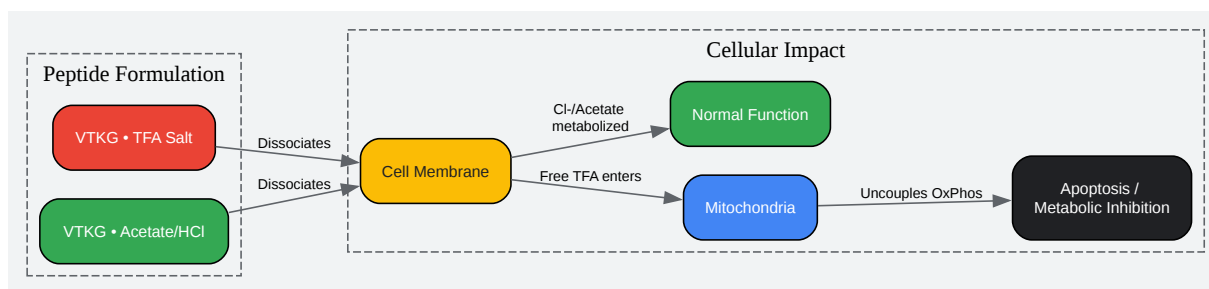 Peptide Formulation
VTKG • TFA Salt
VTKG • Acetate/HCl
Dissociates
Dissociates
Cellular Impact
Cell Membrane
Cl-/Acetate
metabolized
Normal Function
Free TFA enters
Mitochondria
Uncouples OxPhos
Apoptosis /
Metabolic Inhibition